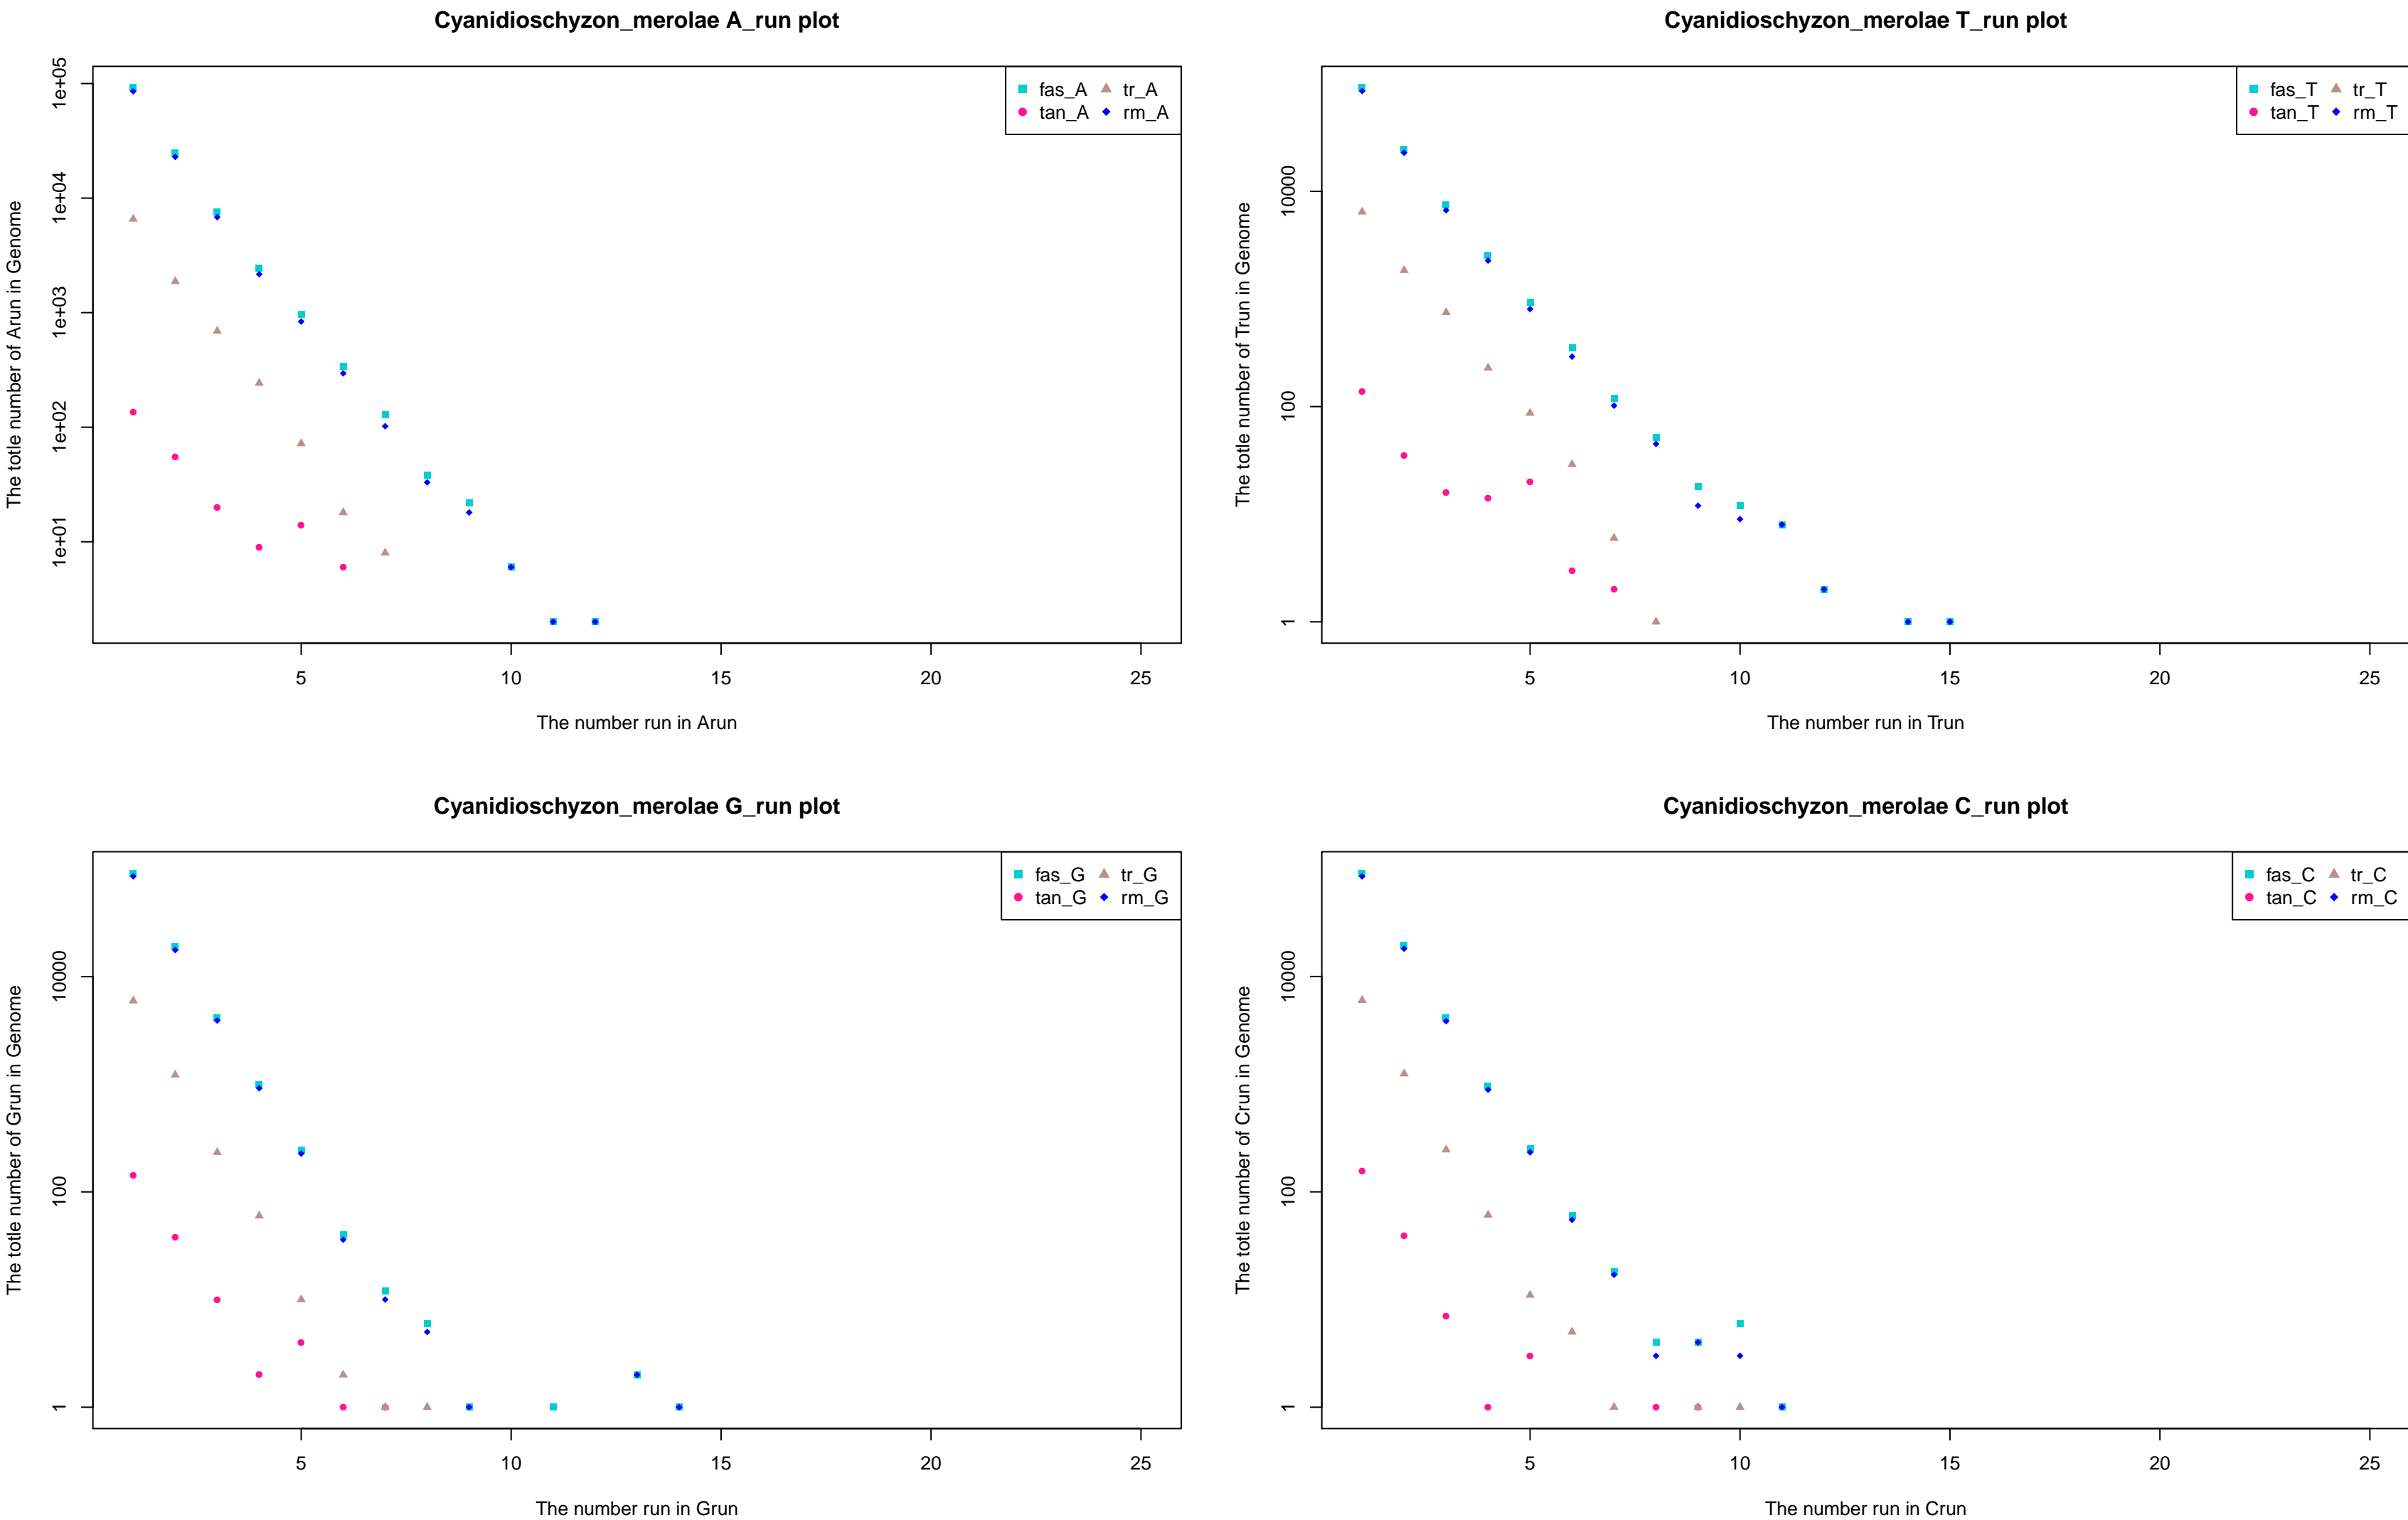 Cyanidioschyzon_merolae A_run plot
The totle number of Arun in Genome
1e+05
1e+04
1e+03
1e+02
1e+01
fas_A tr_A
tan_A rm_A
5 10 15 20 25
The number run in Arun
Cyanidioschyzon_merolae T_run plot
The totle number of Trun in Genome
10000
100
1
fas_T tr_T
tan_T rm_T
5 10 15 20 25
The number run in Trun
Cyanidioschyzon_merolae G_run plot
The totle number of Grun in Genome
10000
100
1
fas_G tr_G
tan_G rm_G
5 10 15 20 25
The number run in Grun
Cyanidioschyzon_merolae C_run plot
The totle number of Crun in Genome
10000
100
1
fas_C tr_C
tan_C rm_C
5 10 15 20 25
The number run in Crun